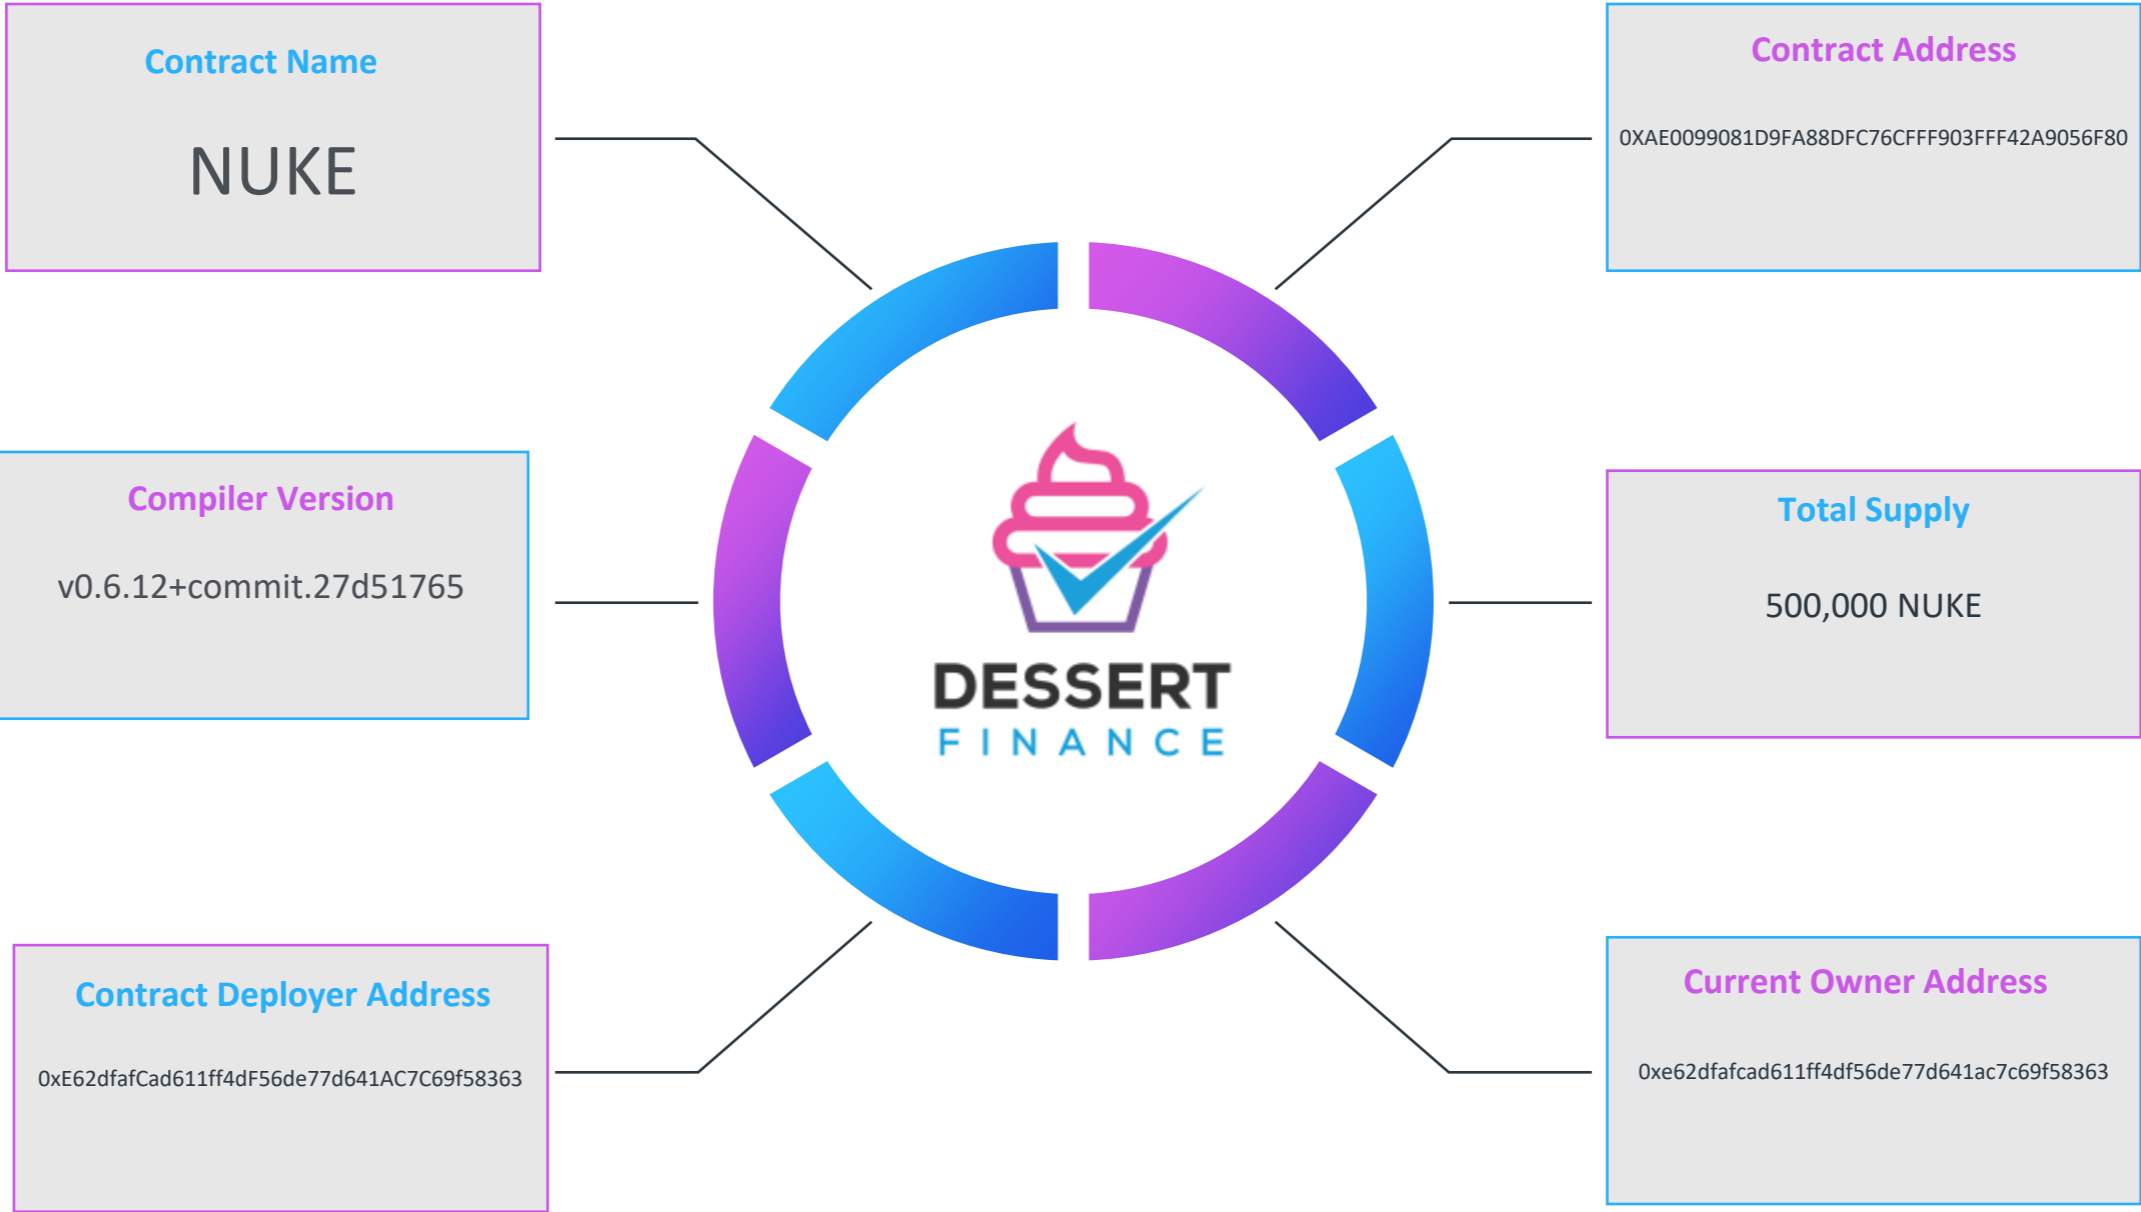 Contract Name
NUKE
Contract Address
0XAE0099081D9FA88DFC76CFFF903FFF42A9056F80
Compiler Version
v0.6.12+commit.27d51765
DESSERT
FINANCE
Total Supply
500,000 NUKE
Contract Deployer Address
0xE62dfafCad611ff4dF56de77d641AC7C69f58363
Current Owner Address
0xe62dfafcad611ff4df56de77d641ac7c69f58363